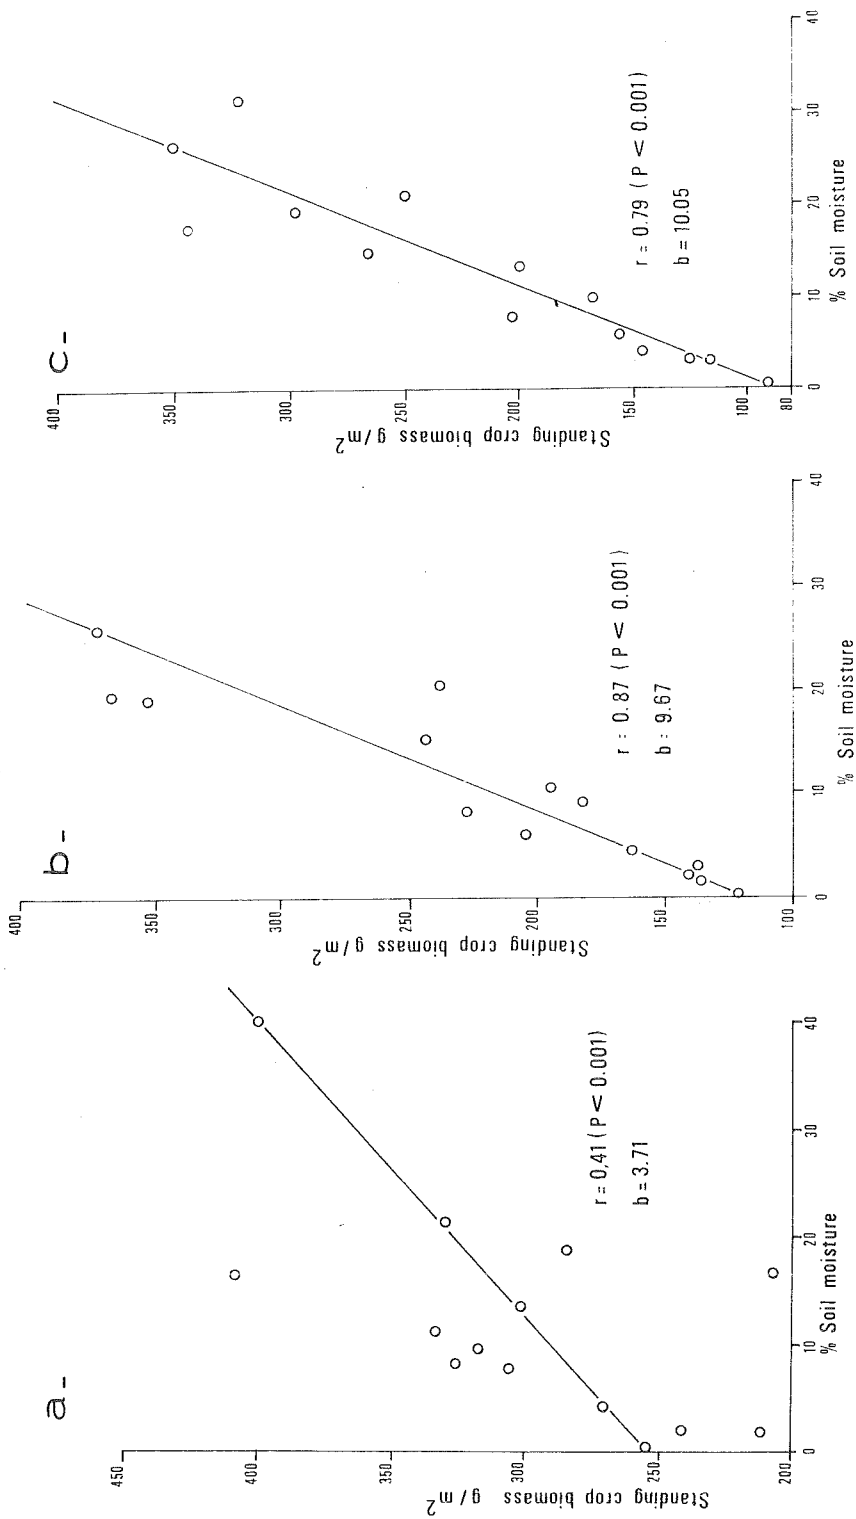 a-
450
400
350
300
250
200
Standing crop biomass g/m²
0
10
20
30
40
% Soil moisture
r = 0,41 ( P < 0.001)
b = 3.71
b-
400
350
300
250
200
150
100
Standing crop biomass g/m²
0
10
20
30
40
% Soil moisture
r = 0.87 ( P < 0.001)
b = 9.67
c-
400
350
300
250
200
150
100
80
Standing crop biomass g/m²
0
10
20
30
40
% Soil moisture
r = 0.79 ( P < 0.001)
b = 10.05